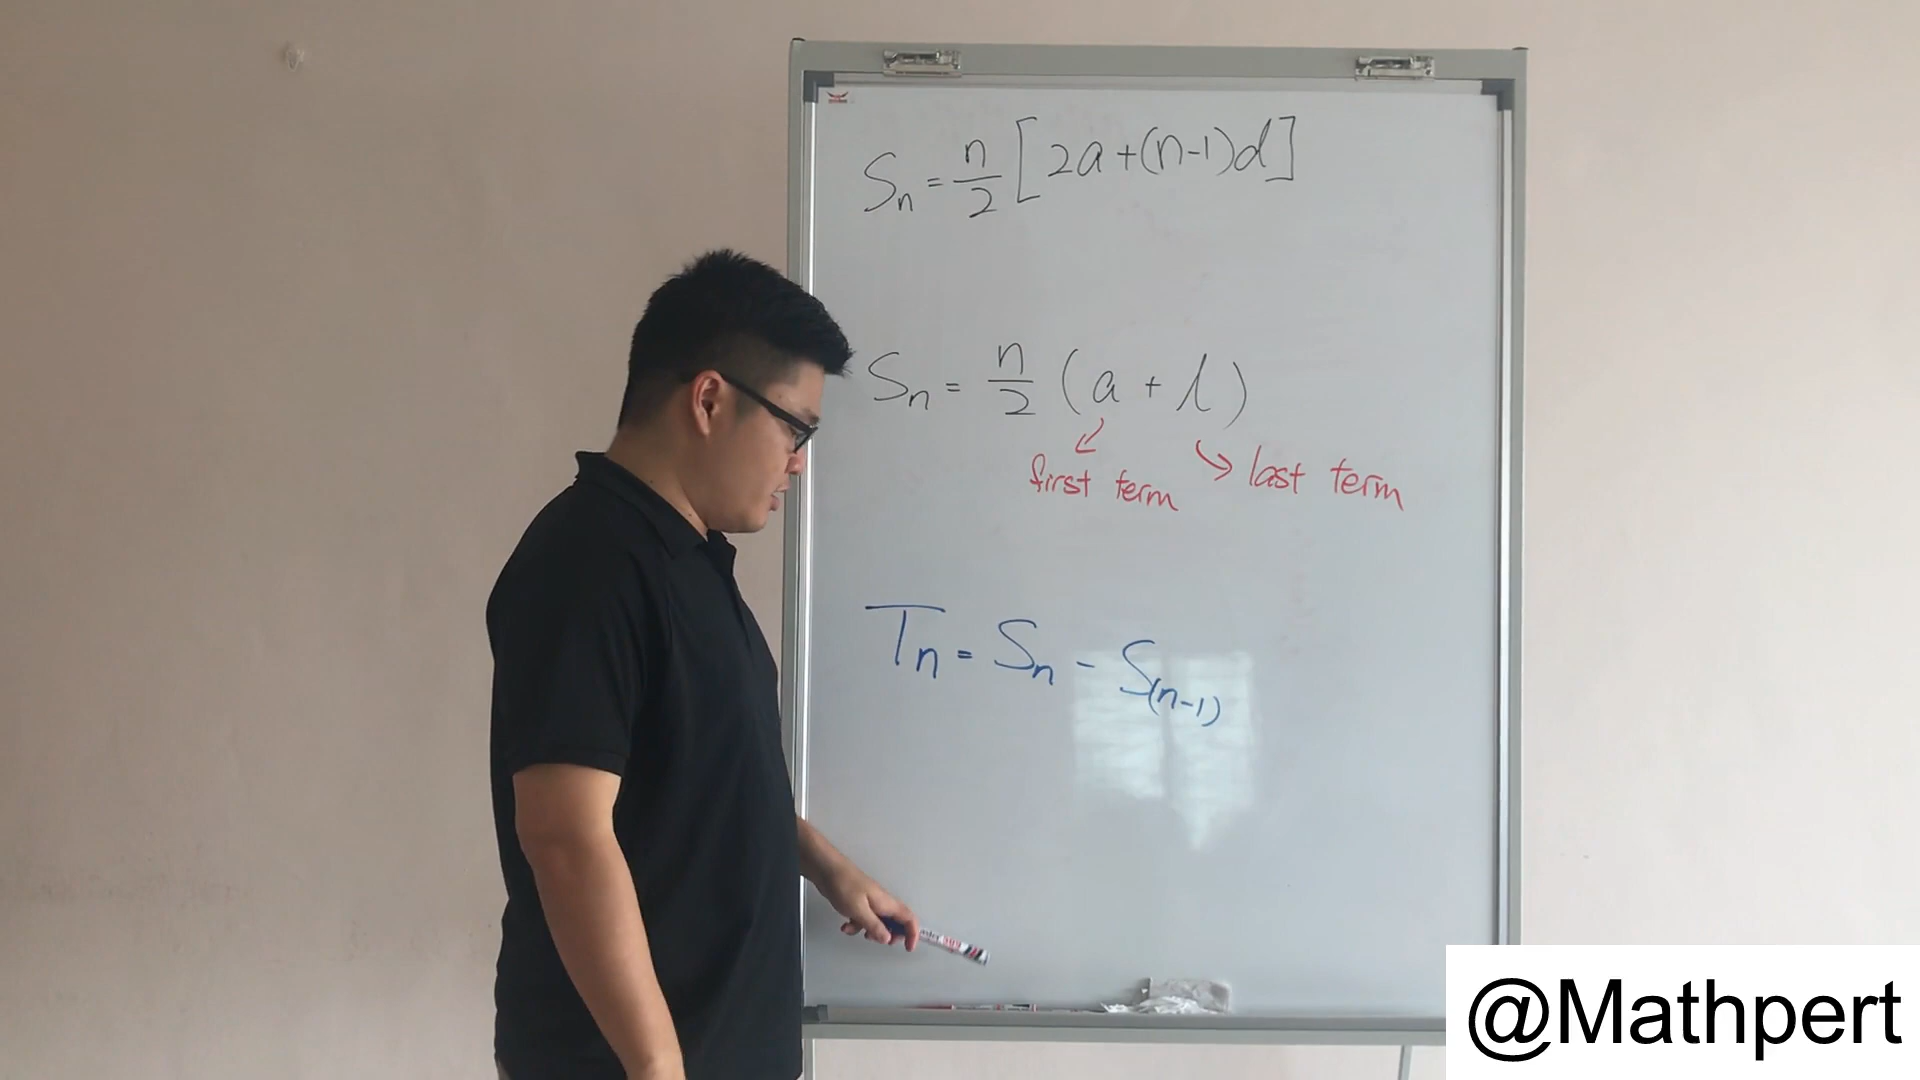 Sn = n/2 [2a+(n-1)d]
Sn = n/2 (a + l)
first term
last term
Tn = Sn - S(n-1)
@Mathpert